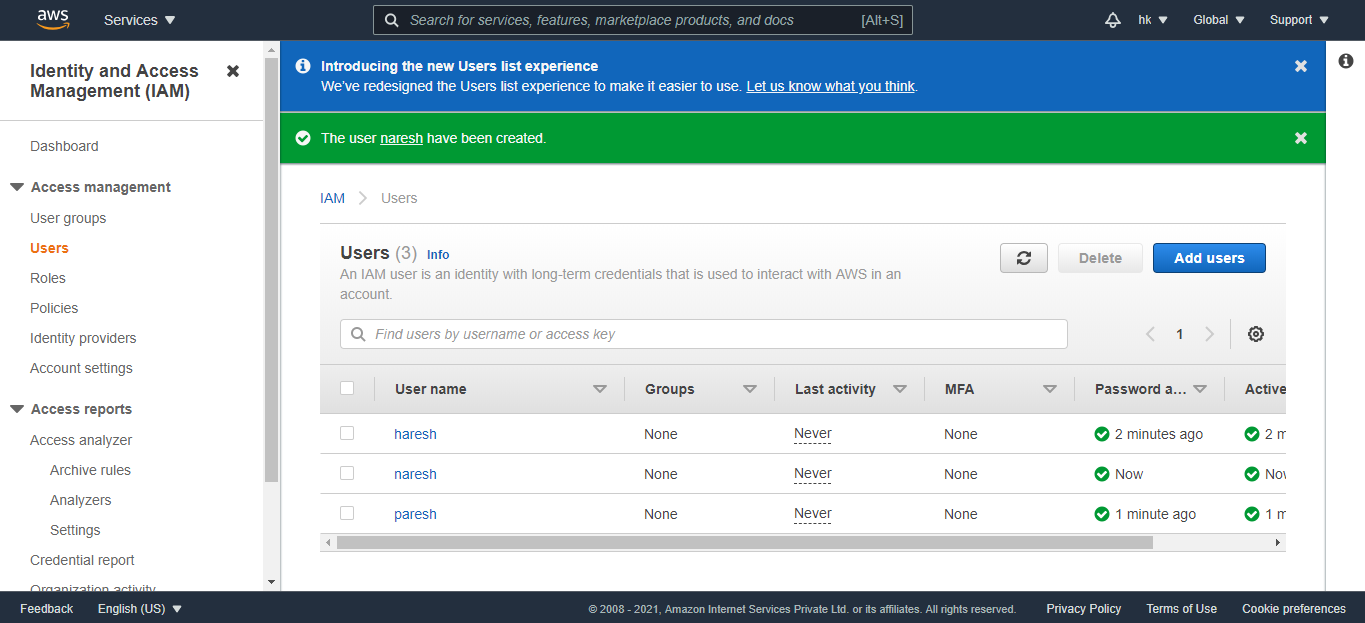 aws
Services
Search for services, features, marketplace products, and docs [Alt+S]
hk
Global
Support
Identity and Access
Management (IAM)
Dashboard
Access management
User groups
Users
Roles
Policies
Identity providers
Account settings
Access reports
Access analyzer
Archive rules
Analyzers
Settings
Credential report
Organization activity
Introducing the new Users list experience
We've redesigned the Users list experience to make it easier to use. Let us know what you think.
The user naresh have been created.
IAM Users
Users (3) Info
An IAM user is an identity with long-term credentials that is used to interact with AWS in an
account.
Delete
Add users
Find users by username or access key
1
User name Groups Last activity MFA Password a... Active
haresh None Never None 2 minutes ago 2 m
naresh None Never None Now Nov
paresh None Never None 1 minute ago 1 m
Feedback English (US) © 2008 - 2021, Amazon Internet Services Private Ltd. or its affiliates. All rights reserved. Privacy Policy Terms of Use Cookie preferences